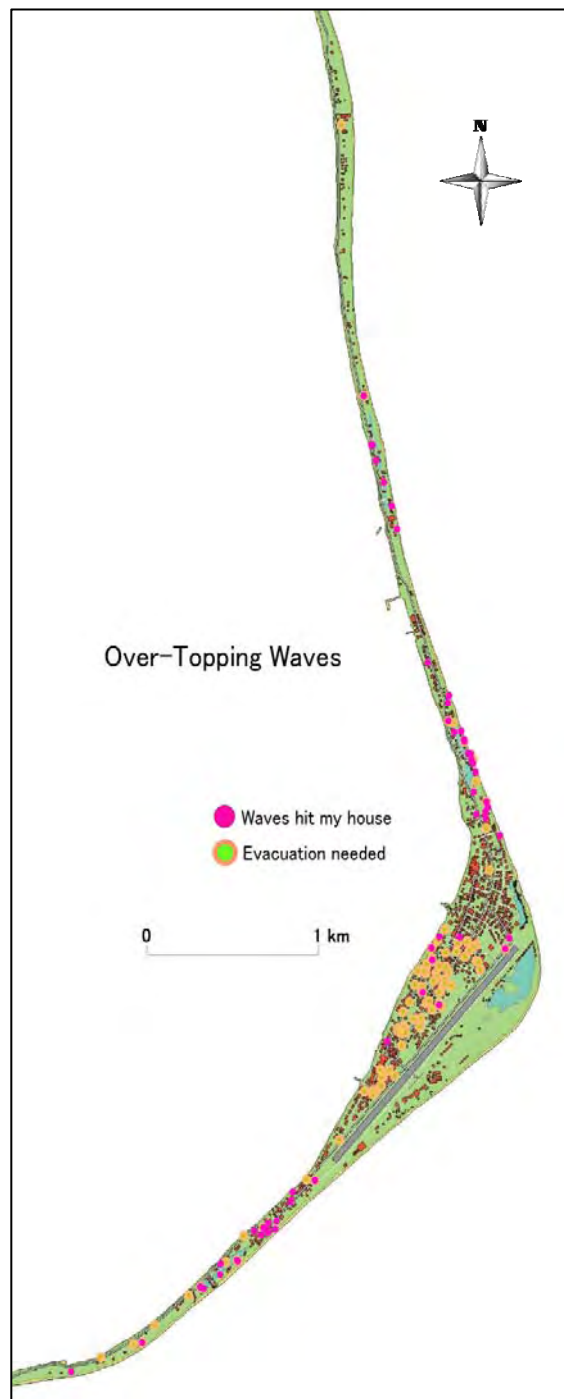 N
Over-Topping Waves
Waves hit my house
Evacuation needed
0 1 km